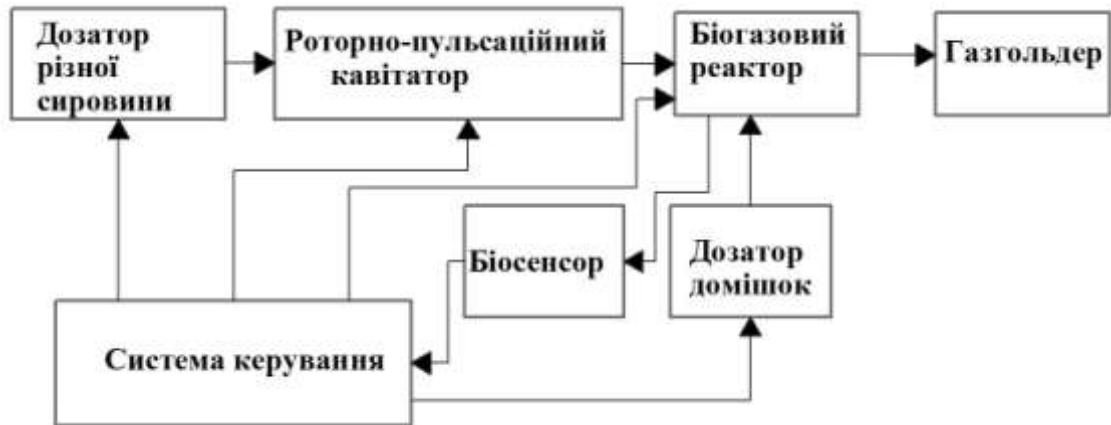 Дозатор
різної
сировини
Роторно-пульсаційний
кавітатор
Біогазовий
реактор
Газгольдер
Біосенсор
Дозатор
домішок
Система керування